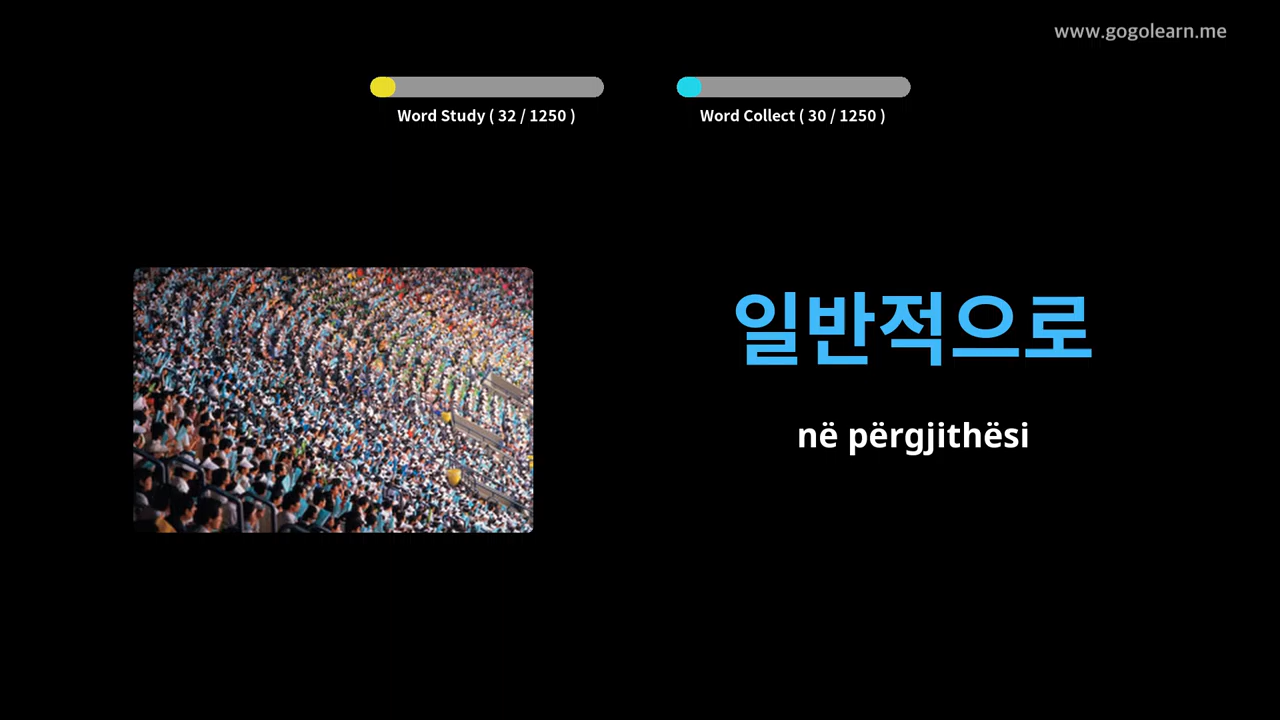 www.gogolearn.me
Word Study ( 32 / 1250 )
Word Collect ( 30 / 1250 )
일반적으로
në përgjithësi